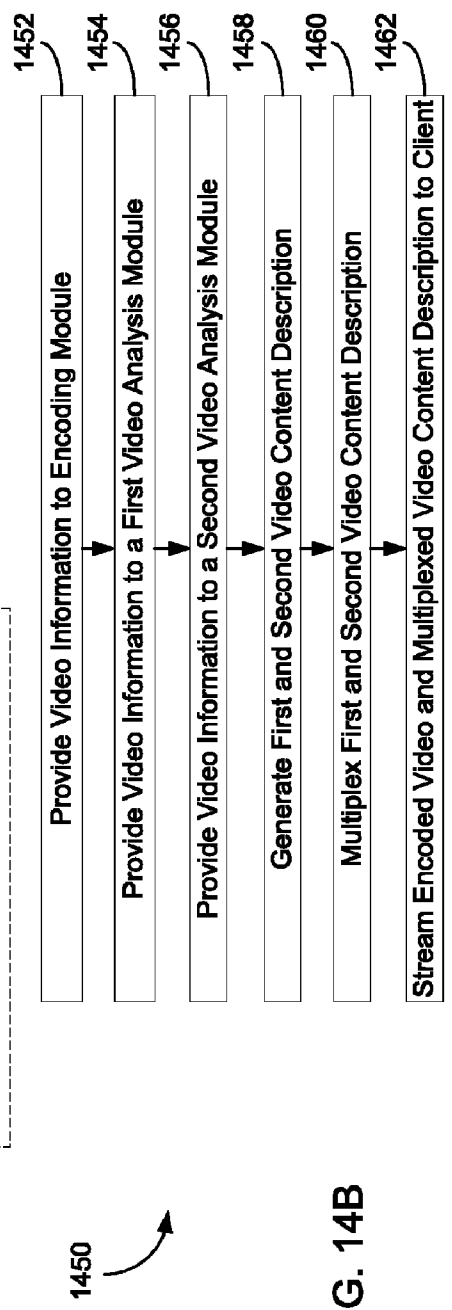 1450
Provide Video Information to Encoding Module
1452
Provide Video Information to a First Video Analysis Module
1454
Provide Video Information to a Second Video Analysis Module
1456
Generate First and Second Video Content Description
1458
Multiplex First and Second Video Content Description
1460
Stream Encoded Video and Multiplexed Video Content Description to Client
1462
G. 14B